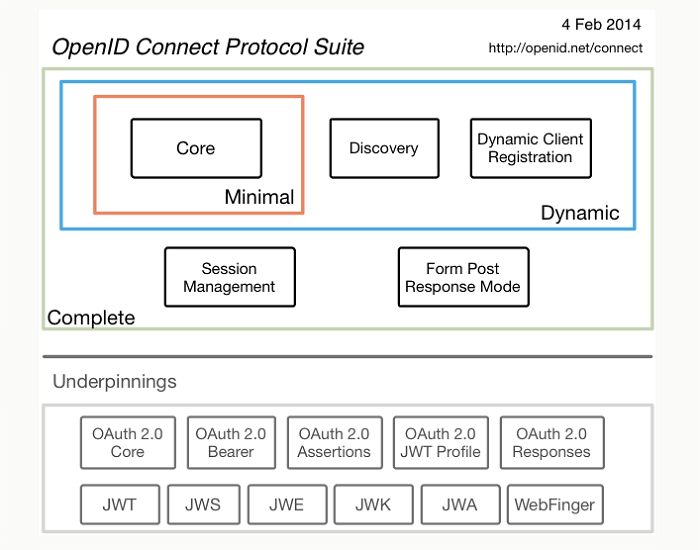 4 Feb 2014
OpenID Connect Protocol Suite
http://openid.net/connect
Core
Discovery
Dynamic Client
Registration
Minimal
Dynamic
Session
Management
Form Post
Response Mode
Complete
Underpinnings
OAuth 2.0
Core
OAuth 2.0
Bearer
OAuth 2.0
Assertions
OAuth 2.0
JWT Profile
OAuth 2.0
Responses
JWT
JWS
JWE
JWK
JWA
WebFinger